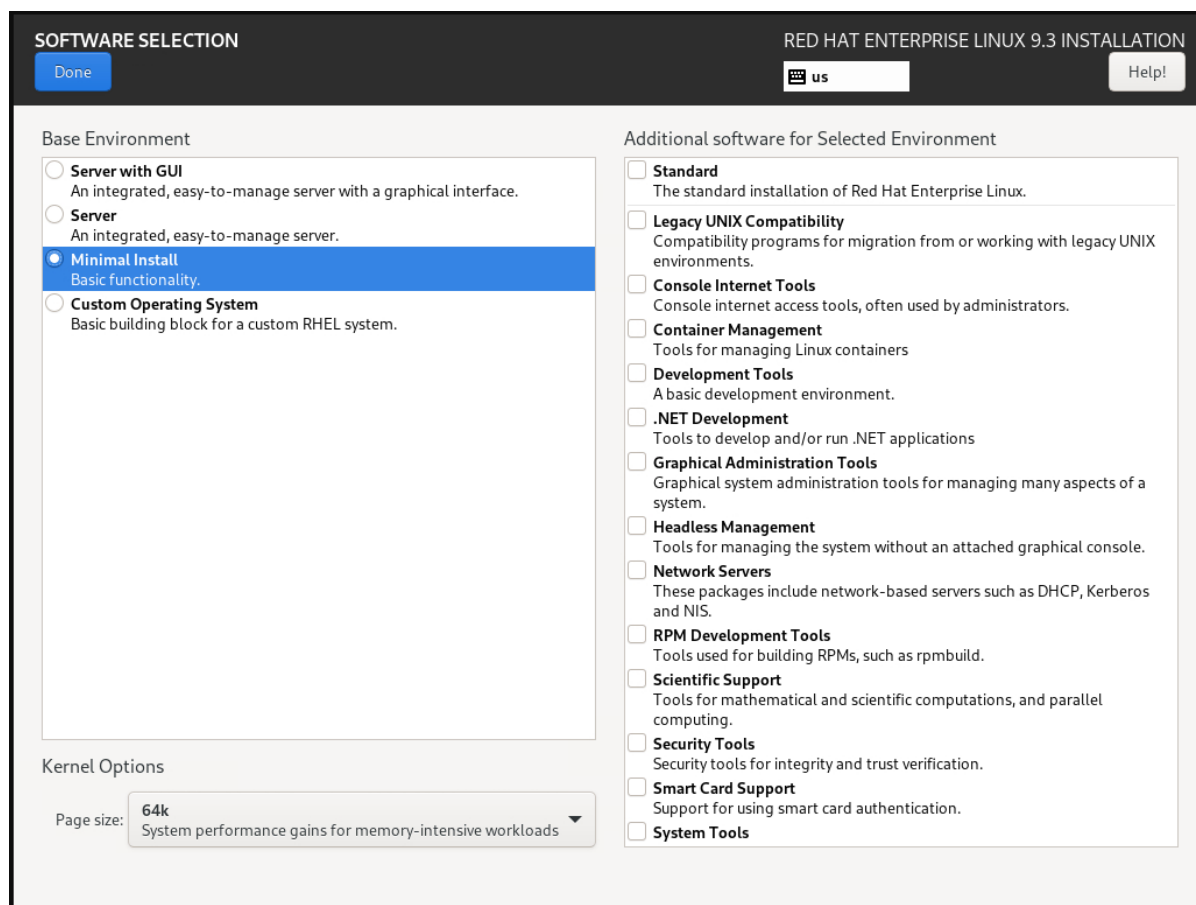 SOFTWARE SELECTION
RED HAT ENTERPRISE LINUX 9.3 INSTALLATION
Done
us
Help!
Base Environment
Server with GUI
An integrated, easy-to-manage server with a graphical interface.
Server
An integrated, easy-to-manage server.
Minimal Install
Basic functionality.
Custom Operating System
Basic building block for a custom RHEL system.
Kernel Options
Page size:
64k
System performance gains for memory-intensive workloads
Additional software for Selected Environment
Standard
The standard installation of Red Hat Enterprise Linux.
Legacy UNIX Compatibility
Compatibility programs for migration from or working with legacy UNIX
environments.
Console Internet Tools
Console internet access tools, often used by administrators.
Container Management
Tools for managing Linux containers
Development Tools
A basic development environment.
.NET Development
Tools to develop and/or run .NET applications
Graphical Administration Tools
Graphical system administration tools for managing many aspects of a
system.
Headless Management
Tools for managing the system without an attached graphical console.
Network Servers
These packages include network-based servers such as DHCP, Kerberos
and NIS.
RPM Development Tools
Tools used for building RPMs, such as rpmbuild.
Scientific Support
Tools for mathematical and scientific computations, and parallel
computing.
Security Tools
Security tools for integrity and trust verification.
Smart Card Support
Support for using smart card authentication.
System Tools